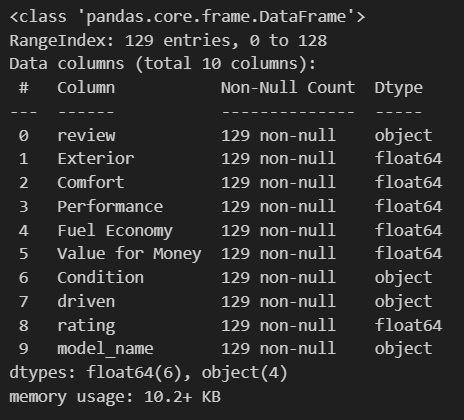 <class 'pandas.core.frame.DataFrame'>
RangeIndex: 129 entries, 0 to 128
Data columns (total 10 columns):
 #   Column           Non-Null Count  Dtype
---  ------           --------------  -----
 0   review           129 non-null    object
 1   Exterior         129 non-null    float64
 2   Comfort          129 non-null    float64
 3   Performance      129 non-null    float64
 4   Fuel Economy     129 non-null    float64
 5   Value for Money  129 non-null    float64
 6   Condition        129 non-null    object
 7   driven           129 non-null    object
 8   rating           129 non-null    float64
 9   model_name       129 non-null    object
dtypes: float64(6), object(4)
memory usage: 10.2+ KB